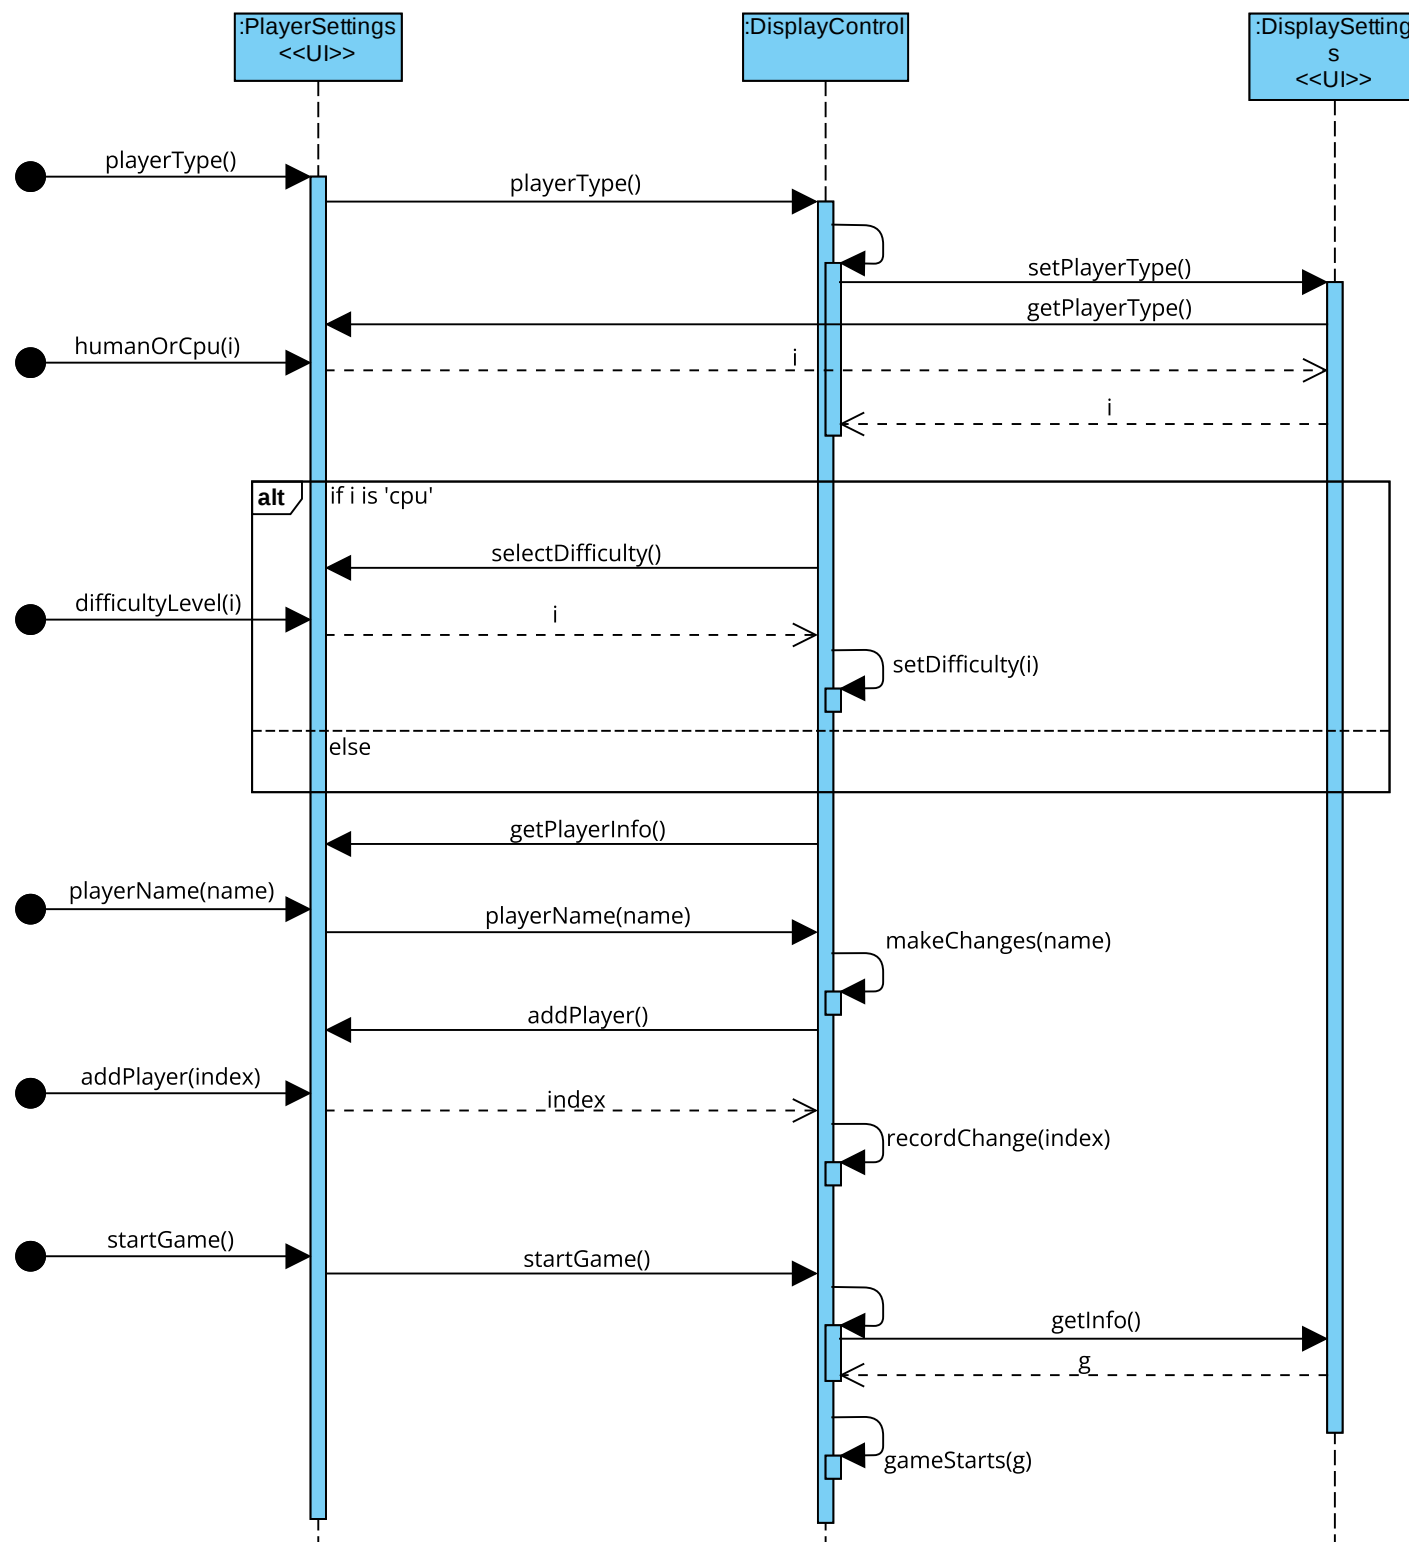 :PlayerSettings
<<UI>>
:DisplayControl
:DisplaySetting
s
<<UI>>
playerType()
playerType()
setPlayerType()
getPlayerType()
humanOrCpu(i)
i
i
alt
if i is 'cpu'
selectDifficulty()
difficultyLevel(i)
i
setDifficulty(i)
else
getPlayerInfo()
playerName(name)
playerName(name)
makeChanges(name)
addPlayer()
addPlayer(index)
index
recordChange(index)
startGame()
startGame()
getInfo()
g
gameStarts(g)